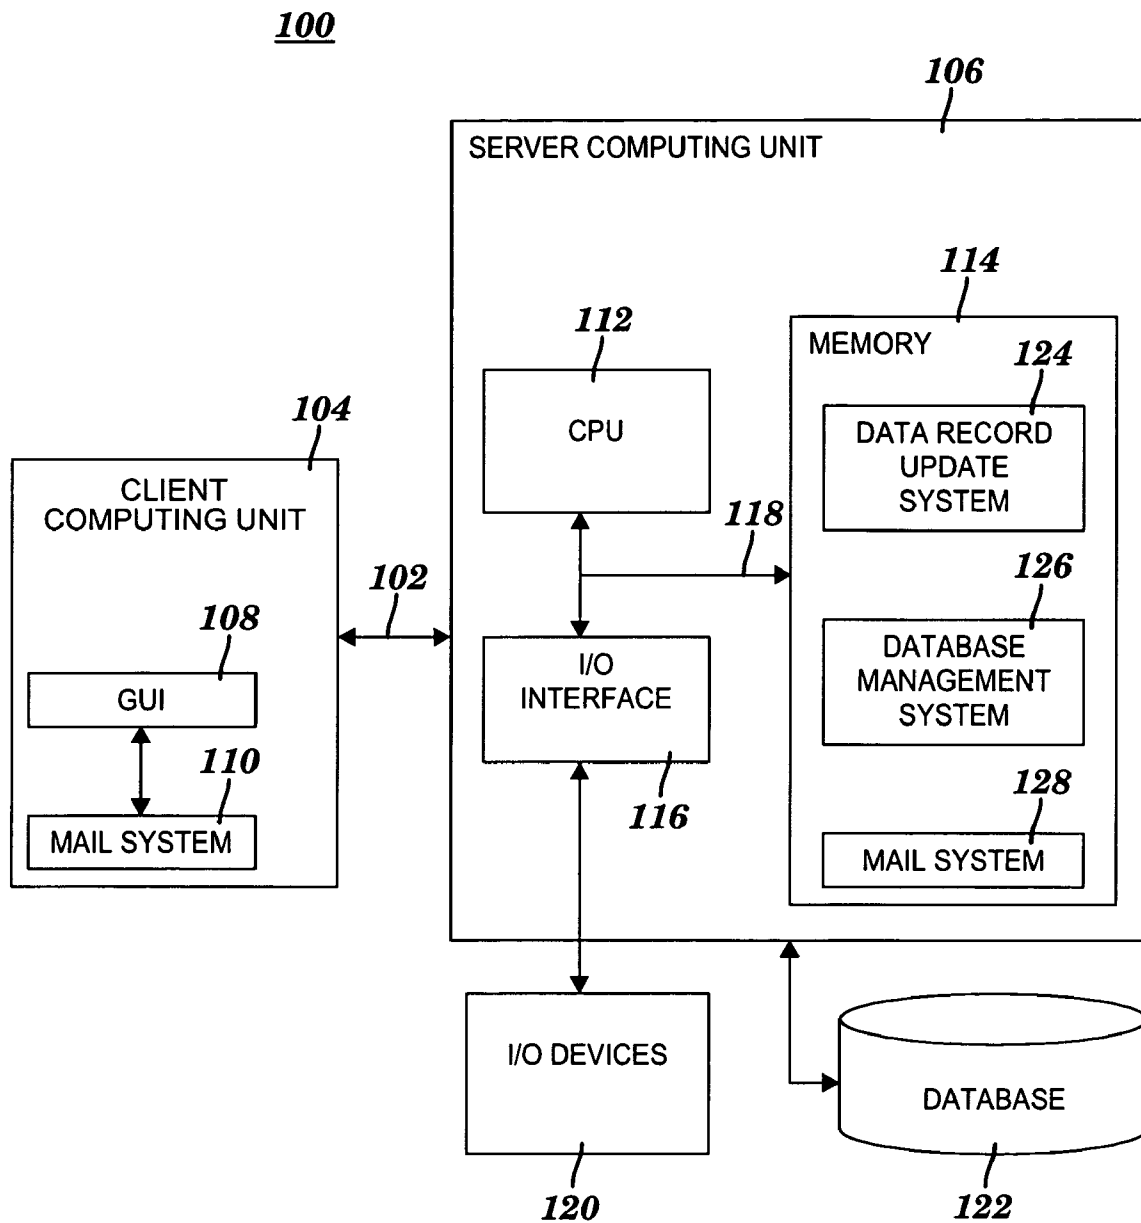 100
106
SERVER COMPUTING UNIT
114
112
MEMORY
124
104
CPU
DATA RECORD
UPDATE
SYSTEM
CLIENT
COMPUTING UNIT
118
102
126
108
I/O
INTERFACE
DATABASE
MANAGEMENT
SYSTEM
GUI
110
128
116
MAIL SYSTEM
MAIL SYSTEM
I/O DEVICES
DATABASE
120
122